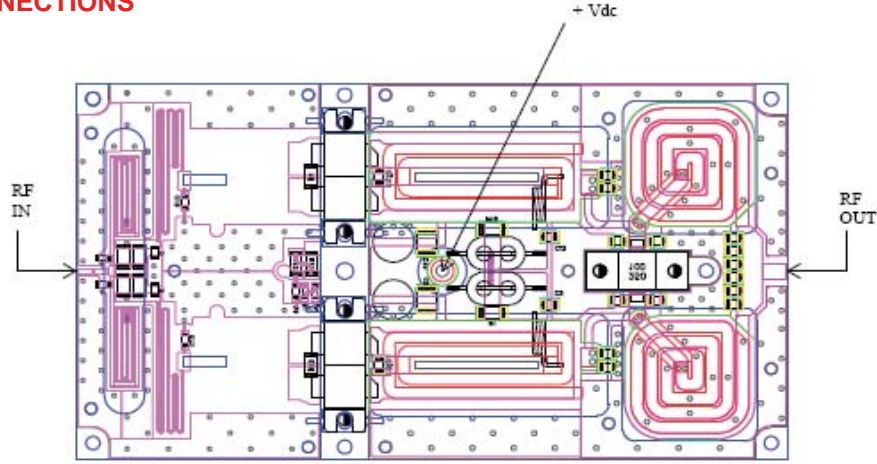 NECTIONS
+ Vdc
RF
IN
RF
OUT
100
320